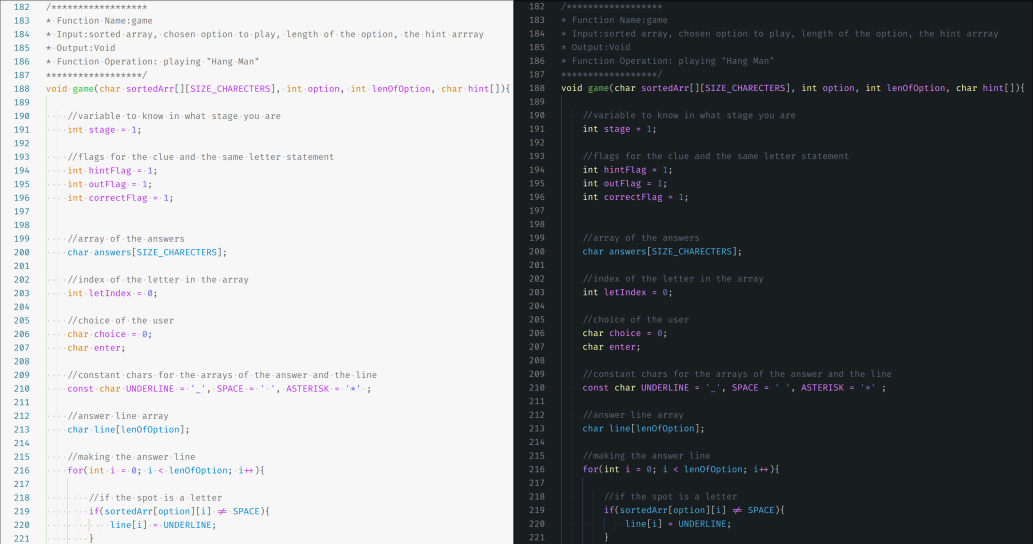 182 /******************
183 * Function Name:game
184 * Input:sorted array, chosen option to play, length of the option, the hint arrray
185 * Output:Void
186 * Function Operation: playing "Hang Man"
187 ******************/
188 void game(char sortedArr[][SIZE_CHARECTERS], int option, int lenOfOption, char hint[]){
189
190 //variable to know in what stage you are
191 int stage = 1;
192
193 //flags for the clue and the same letter statement
194 int hintFlag = 1;
195 int outFlag = 1;
196 int correctFlag = 1;
197
198
199 //array of the answers
200 char answers[SIZE_CHARECTERS];
201
202 //index of the letter in the array
203 int letIndex = 0;
204
205 //choice of the user
206 char choice = 0;
207 char enter;
208
209 //constant chars for the arrays of the answer and the line
210 const char UNDERLINE = '_', SPACE = ' ', ASTERISK = '*' ;
211
212 //answer line array
213 char line[lenOfOption];
214
215 //making the answer line
216 for(int i = 0; i < lenOfOption; i++){
217
218 //if the spot is a letter
219 if(sortedArr[option][i] ≠ SPACE){
220 line[i] = UNDERLINE;
221 }
182 /******************
183 * Function Name:game
184 * Input:sorted array, chosen option to play, length of the option, the hint arrray
185 * Output:Void
186 * Function Operation: playing "Hang Man"
187 ******************/
188 void game(char sortedArr[][SIZE_CHARECTERS], int option, int lenOfOption, char hint[]){
189
190 //variable to know in what stage you are
191 int stage = 1;
192
193 //flags for the clue and the same letter statement
194 int hintFlag = 1;
195 int outFlag = 1;
196 int correctFlag = 1;
197
198
199 //array of the answers
200 char answers[SIZE_CHARECTERS];
201
202 //index of the letter in the array
203 int letIndex = 0;
204
205 //choice of the user
206 char choice = 0;
207 char enter;
208
209 //constant chars for the arrays of the answer and the line
210 const char UNDERLINE = '_', SPACE = ' ', ASTERISK = '*' ;
211
212 //answer line array
213 char line[lenOfOption];
214
215 //making the answer line
216 for(int i = 0; i < lenOfOption; i++){
217
218 //if the spot is a letter
219 if(sortedArr[option][i] ≠ SPACE){
220 line[i] = UNDERLINE;
221 }